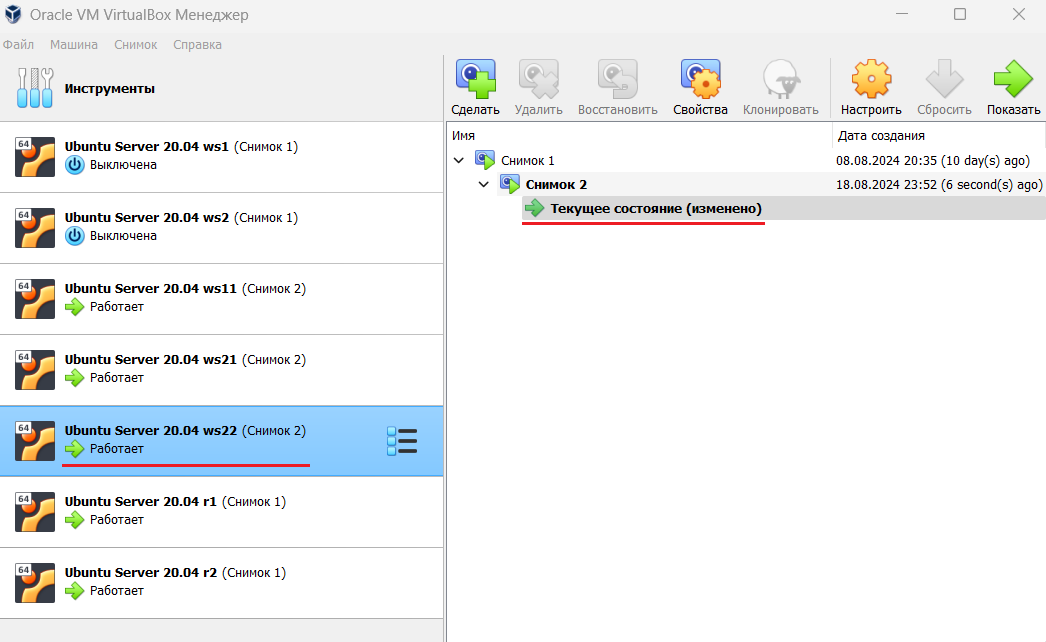 Oracle VM VirtualBox Менеджер
Файл Машина Снимок Справка
Инструменты
Сделать Удалить Восстановить Свойства Клонировать Настроить Сбросить Показать
64
Ubuntu Server 20.04 ws1 (Снимок 1)
Выключена
64
Ubuntu Server 20.04 ws2 (Снимок 1)
Выключена
64
Ubuntu Server 20.04 ws11 (Снимок 2)
Работает
64
Ubuntu Server 20.04 ws21 (Снимок 2)
Работает
64
Ubuntu Server 20.04 ws22 (Снимок 2)
Работает
64
Ubuntu Server 20.04 r1 (Снимок 1)
Работает
64
Ubuntu Server 20.04 r2 (Снимок 1)
Работает
Имя Дата создания
Снимок 1 08.08.2024 20:35 (10 day(s) ago)
Снимок 2 18.08.2024 23:52 (6 second(s) ago)
Текущее состояние (изменено)